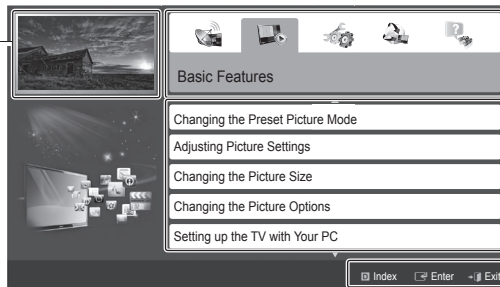 Basic Features
Changing the Preset Picture Mode
Adjusting Picture Settings
Changing the Picture Size
Changing the Picture Options
Setting up the TV with Your PC
D Index Enter Exit